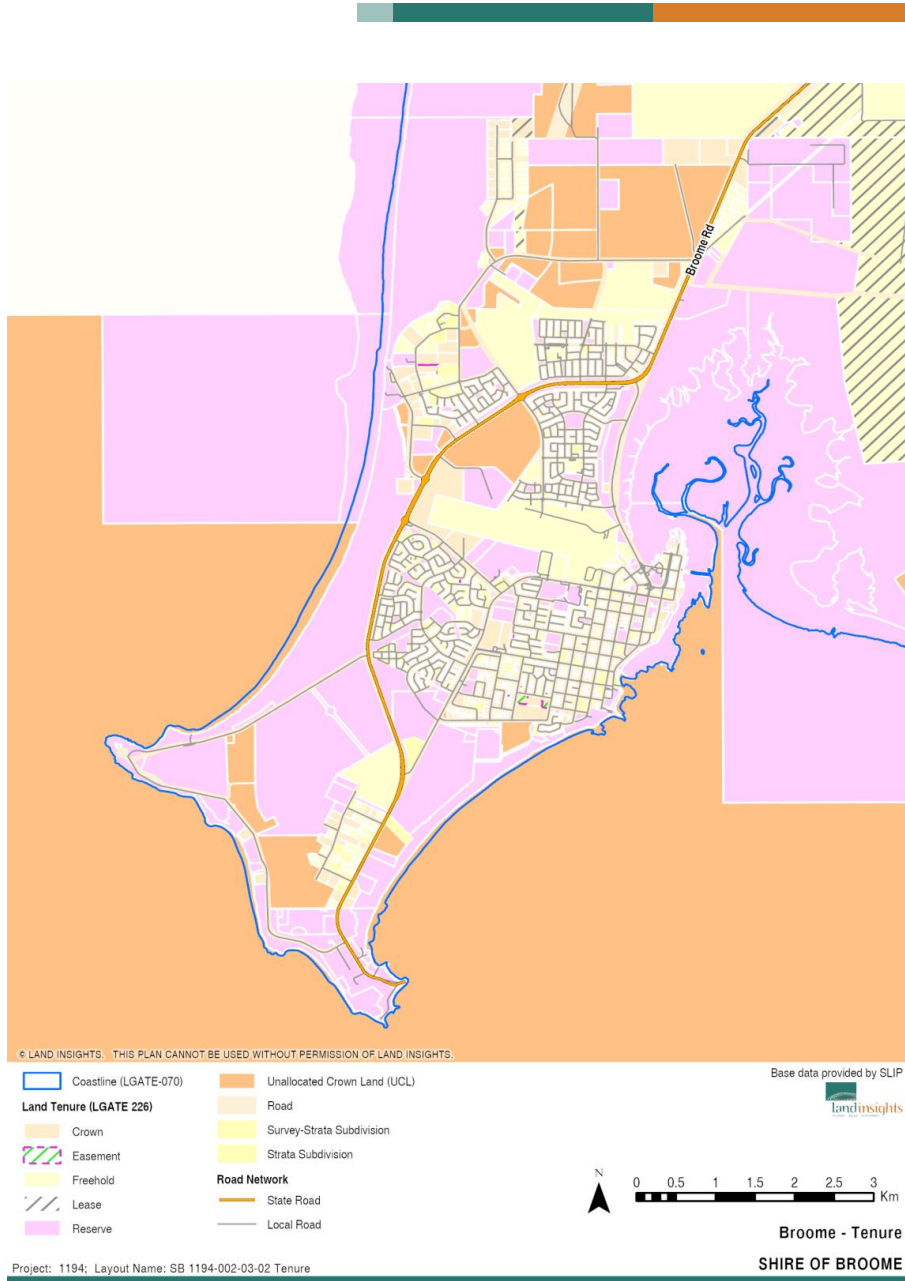 Broome Rd
© LAND INSIGHTS. THIS PLAN CANNOT BE USED WITHOUT PERMISSION OF LAND INSIGHTS.
Coastline (LGATE-070)
Land Tenure (LGATE 226)
Crown
Easement
Freehold
Lease
Reserve
Unallocated Crown Land (UCL)
Road
Survey-Strata Subdivision
Strata Subdivision
Road Network
State Road
Local Road
Base data provided by SLIP
landinsights
N
0 0.5 1 1.5 2 2.5 3
Km
Broome - Tenure
SHIRE OF BROOME
Project: 1194; Layout Name: SB 1194-002-03-02 Tenure